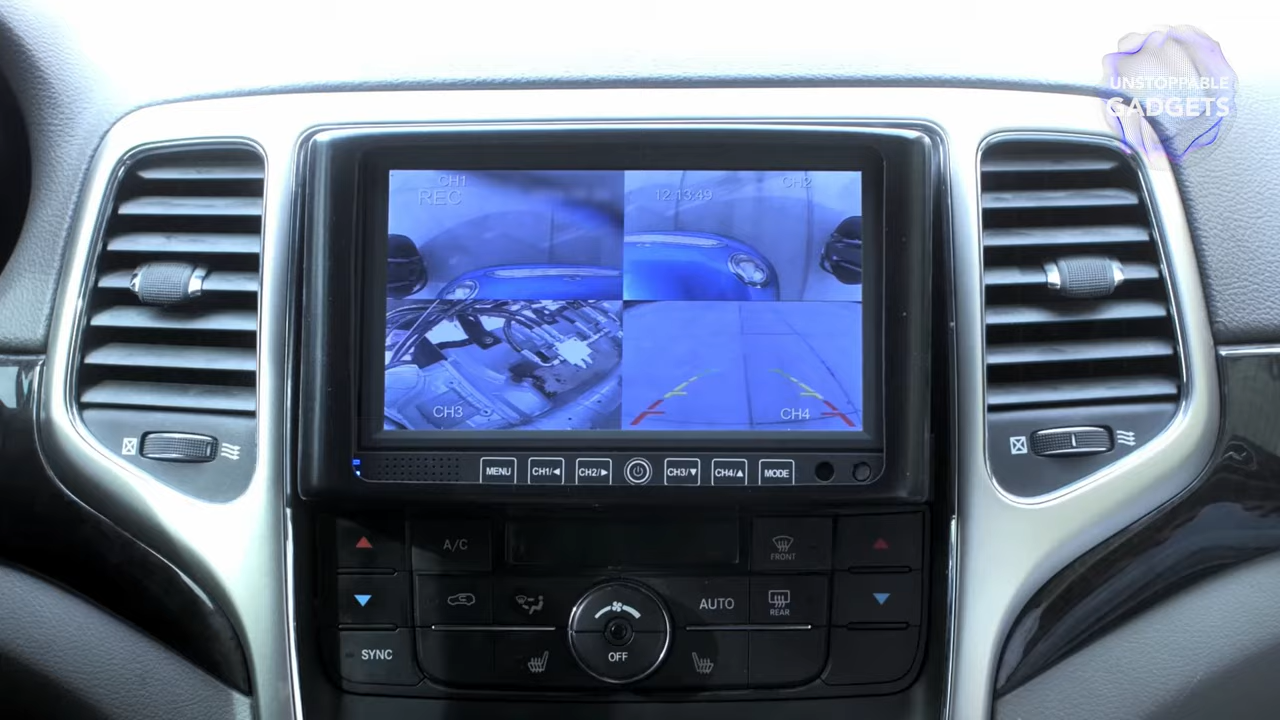 UNSTOPPABLE
GADGETS
CH1
REC
12:13:49
CH2
CH3
CH4
MENU
CH1/◀
CH2/▶
CH3/▼
CH4/▲
MODE
A/C
FRONT
AUTO
REAR
SYNC
OFF